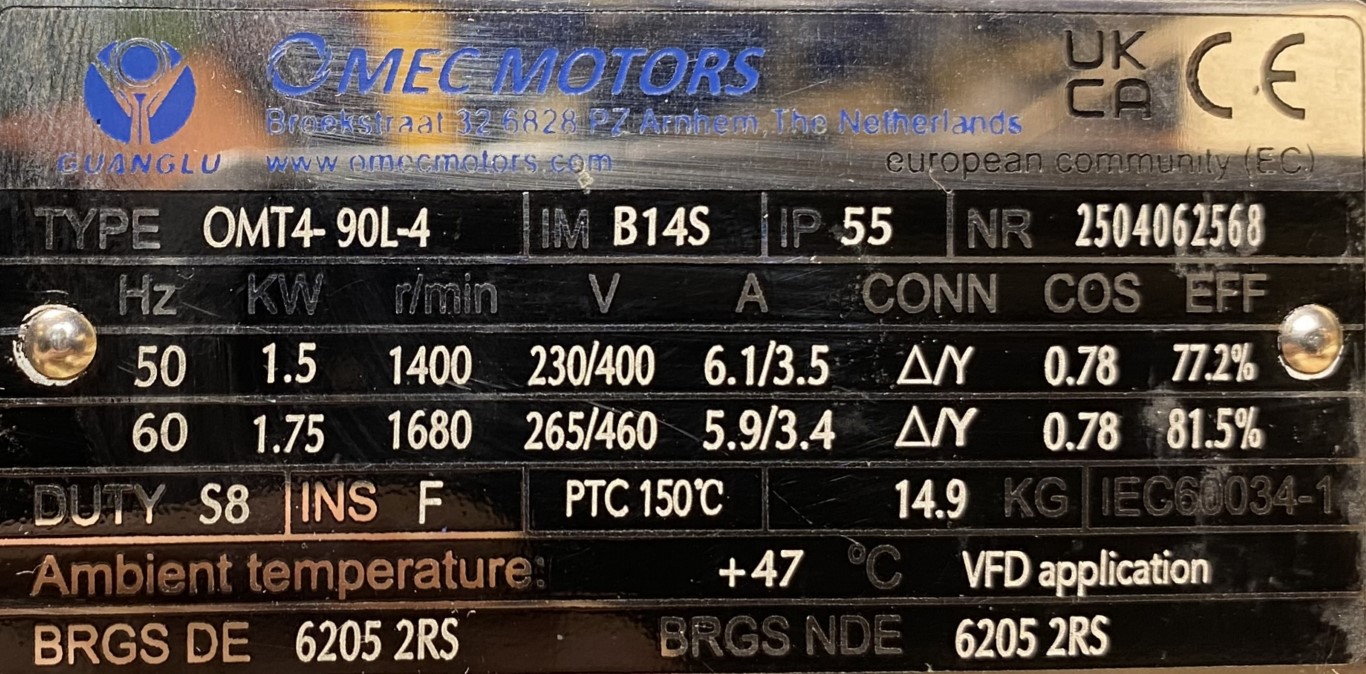 OMEC MOTORS
UK
CA
CE
Broekstraat 32 6828 PZ Arnhem, The Netherlands
GUANGLU
www.omecmotors.com
european community (EC)
TYPE OMT4-90L-4 IM B14S IP 55 NR 2504062568
Hz KW r/min V A CONN COS EFF
50 1.5 1400 230/400 6.1/3.5 Δ/Y 0.78 77.2%
60 1.75 1680 265/460 5.9/3.4 Δ/Y 0.78 81.5%
DUTY S8 INS F PTC 150℃ 14.9 KG IEC60034-1
Ambient temperature: +47 °C VFD application
BRGS DE 6205 2RS BRGS NDE 6205 2RS